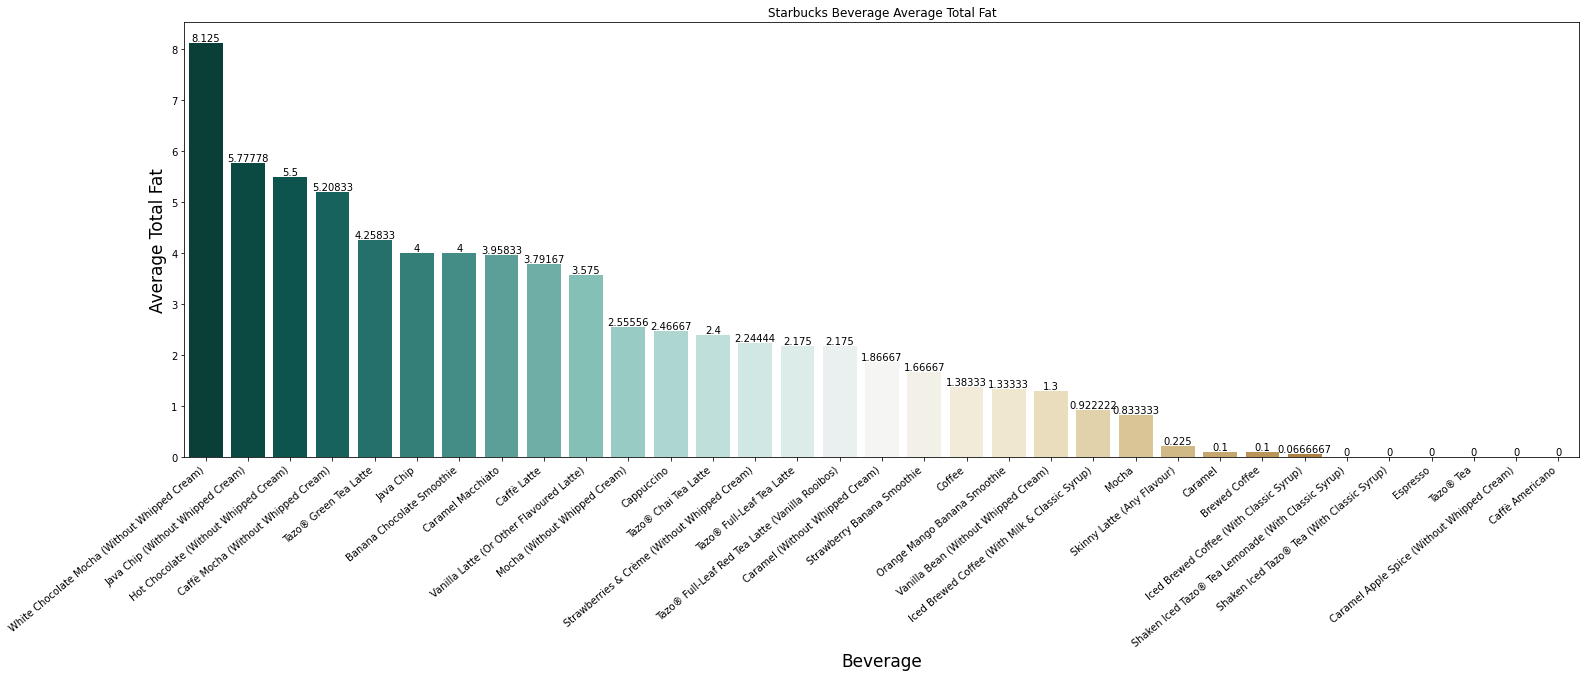 Starbucks Beverage Average Total Fat
Average Total Fat
8
7
6
5
4
3
2
1
0
8.125
5.77778
5.5
5.20833
4.25833
4
4
3.95833
3.79167
3.575
2.55556
2.46667
2.4
2.24444
2.175
2.175
1.86667
1.66667
1.38333
1.33333
1.3
0.922222
0.833333
0.225
0.1
0.1
0.0666667
0
0
0
0
0
0
White Chocolate Mocha (Without Whipped Cream)
Java Chip (Without Whipped Cream)
Hot Chocolate (Without Whipped Cream)
Caffè Mocha (Without Whipped Cream)
Tazo® Green Tea Latte
Java Chip
Banana Chocolate Smoothie
Caramel Macchiato
Caffè Latte
Vanilla Latte (Or Other Flavoured Latte)
Mocha (Without Whipped Cream)
Cappuccino
Tazo® Chai Tea Latte
Strawberries & Crème (Without Whipped Cream)
Tazo® Full-Leaf Tea Latte
Tazo® Full-Leaf Red Tea Latte (Vanilla Rooibos)
Caramel (Without Whipped Cream)
Strawberry Banana Smoothie
Coffee
Orange Mango Banana Smoothie
Vanilla Bean (Without Whipped Cream)
Iced Brewed Coffee (With Milk & Classic Syrup)
Mocha
Skinny Latte (Any Flavour)
Caramel
Brewed Coffee
Iced Brewed Coffee (With Classic Syrup)
Shaken Iced Tazo® Tea Lemonade (With Classic Syrup)
Shaken Iced Tazo® Tea (With Classic Syrup)
Espresso
Tazo® Tea
Caramel Apple Spice (Without Whipped Cream)
Caffè Americano
Beverage